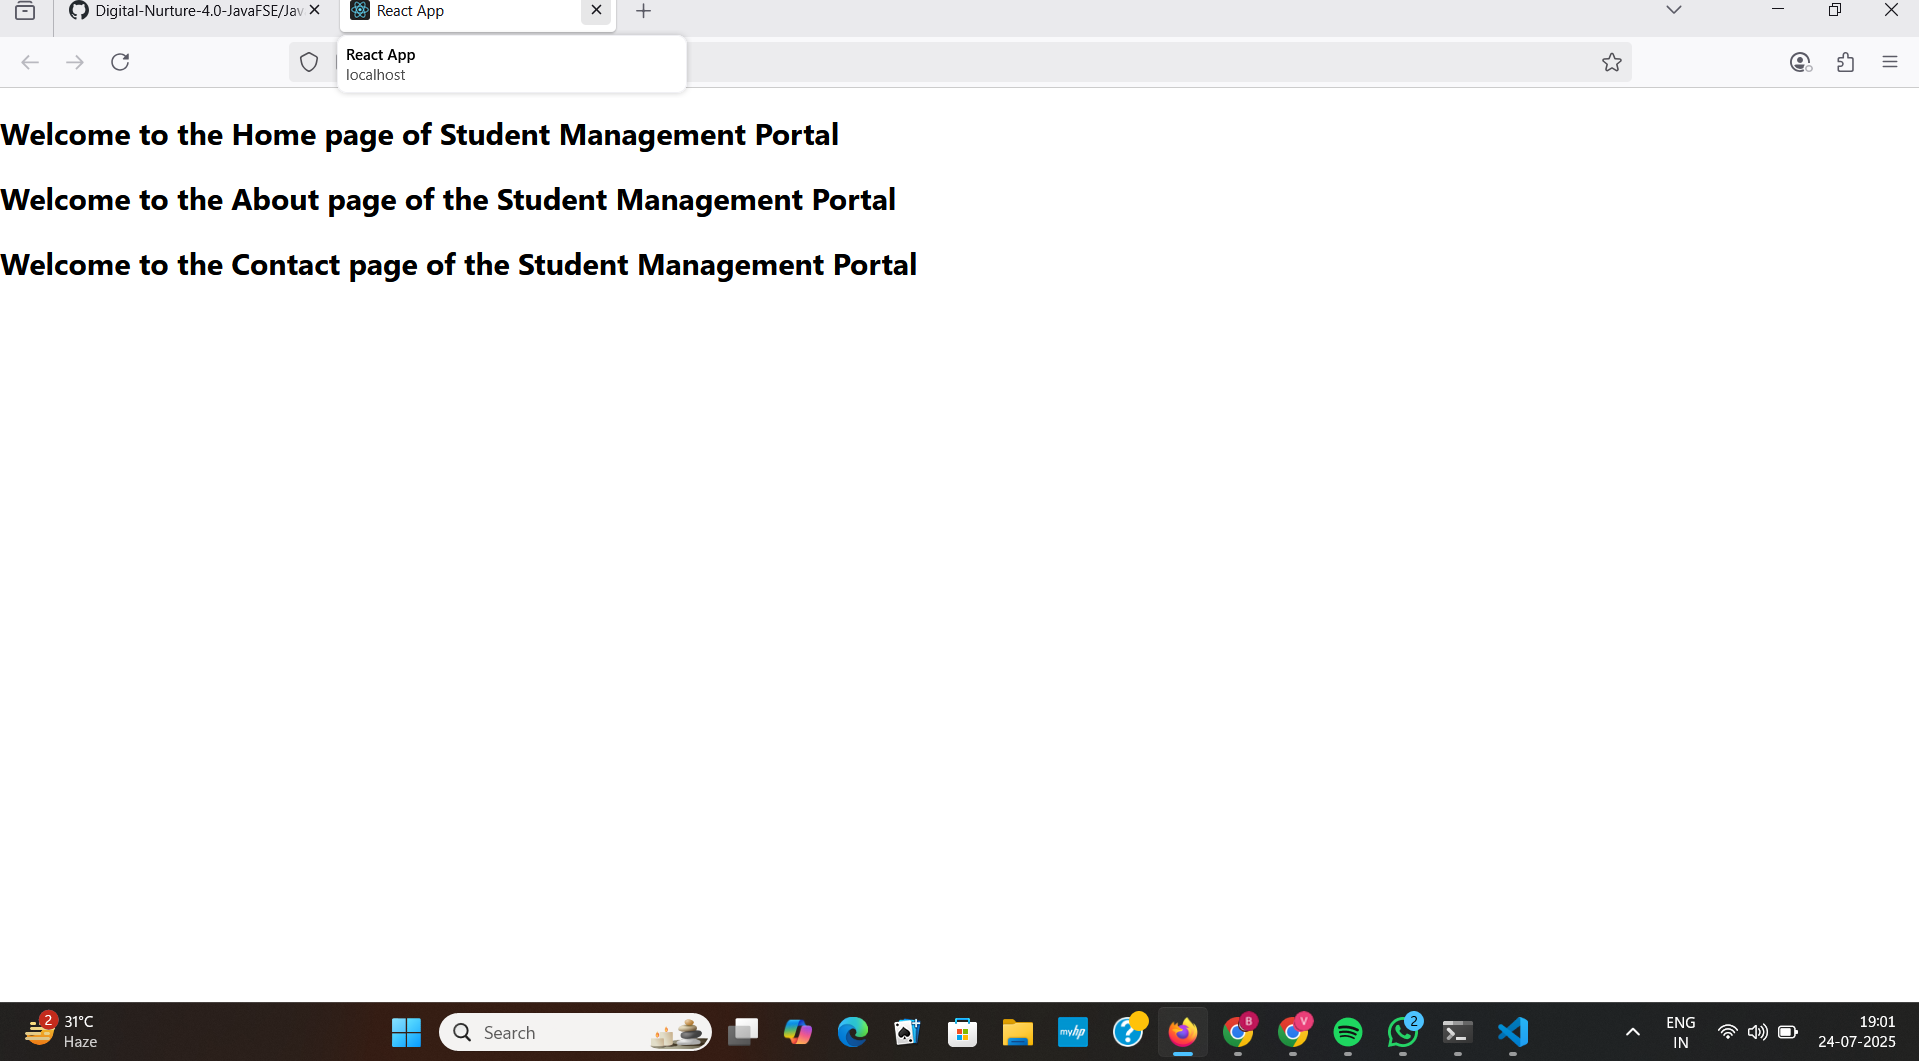 Digital-Nurture-4.0-JavaFSE/Jav
React App
React App
localhost
Welcome to the Home page of Student Management Portal
Welcome to the About page of the Student Management Portal
Welcome to the Contact page of the Student Management Portal
2
31°C
Haze
Search
myhp
?
B
V
2
ENG
IN
19:01
24-07-2025